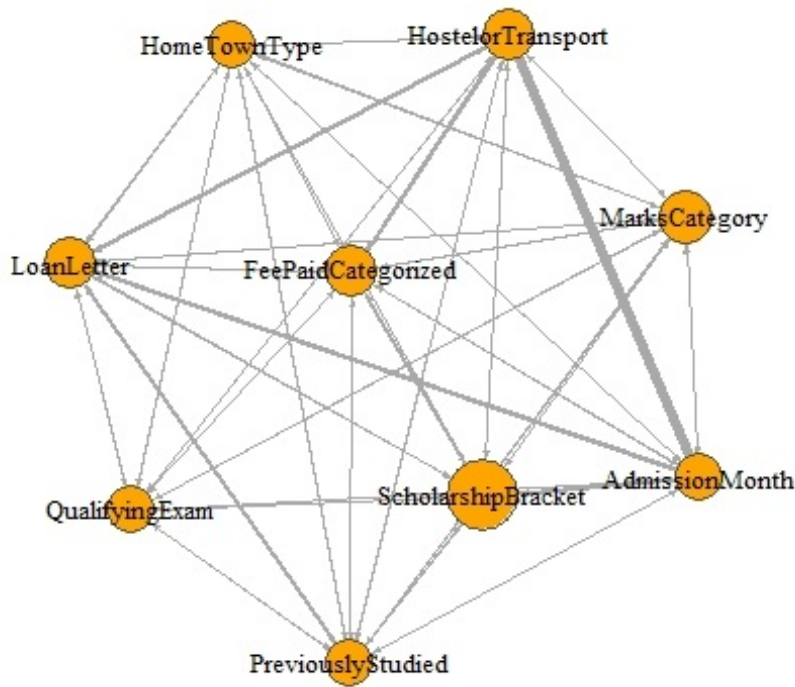 HomeTownType
HostelorTransport
MarksCategory
LoanLetter
FeePaidCategorized
AdmissionMonth
ScholarshipBracket
QualifyingExam
PreviouslyStudied